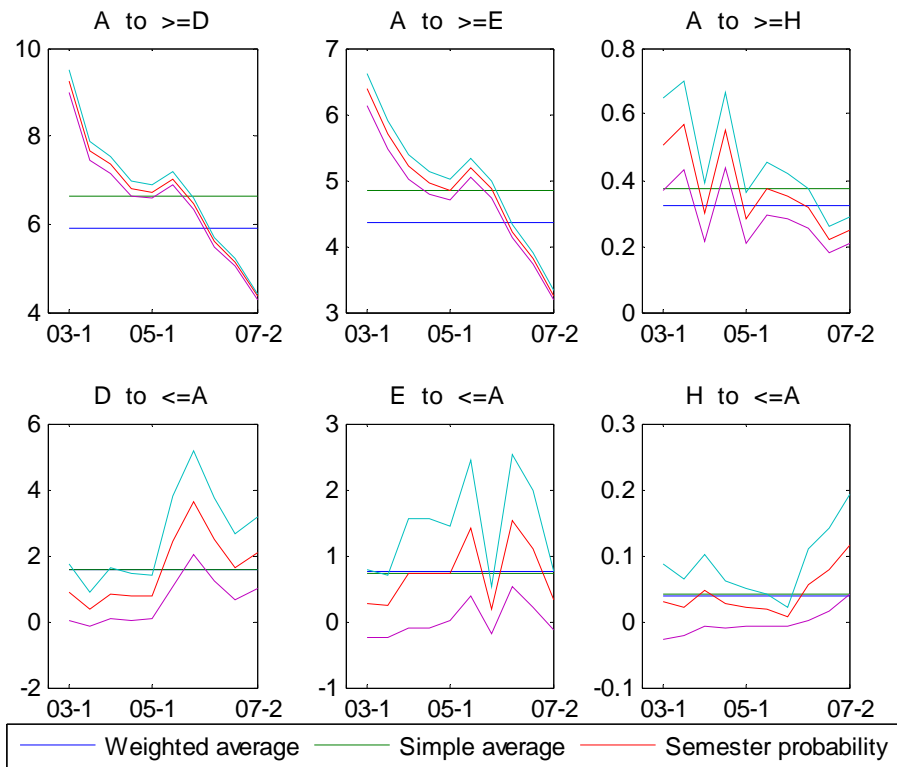 A to >=D
A to >=E
A to >=H
10
8
6
4
03-1 05-1 07-2
7
6
5
4
3
03-1 05-1 07-2
0.8
0.6
0.4
0.2
0
03-1 05-1 07-2
D to <=A
E to <=A
H to <=A
6
4
2
0
-2
03-1 05-1 07-2
3
2
1
0
-1
03-1 05-1 07-2
0.3
0.2
0.1
0
-0.1
03-1 05-1 07-2
Weighted average Simple average Semester probability